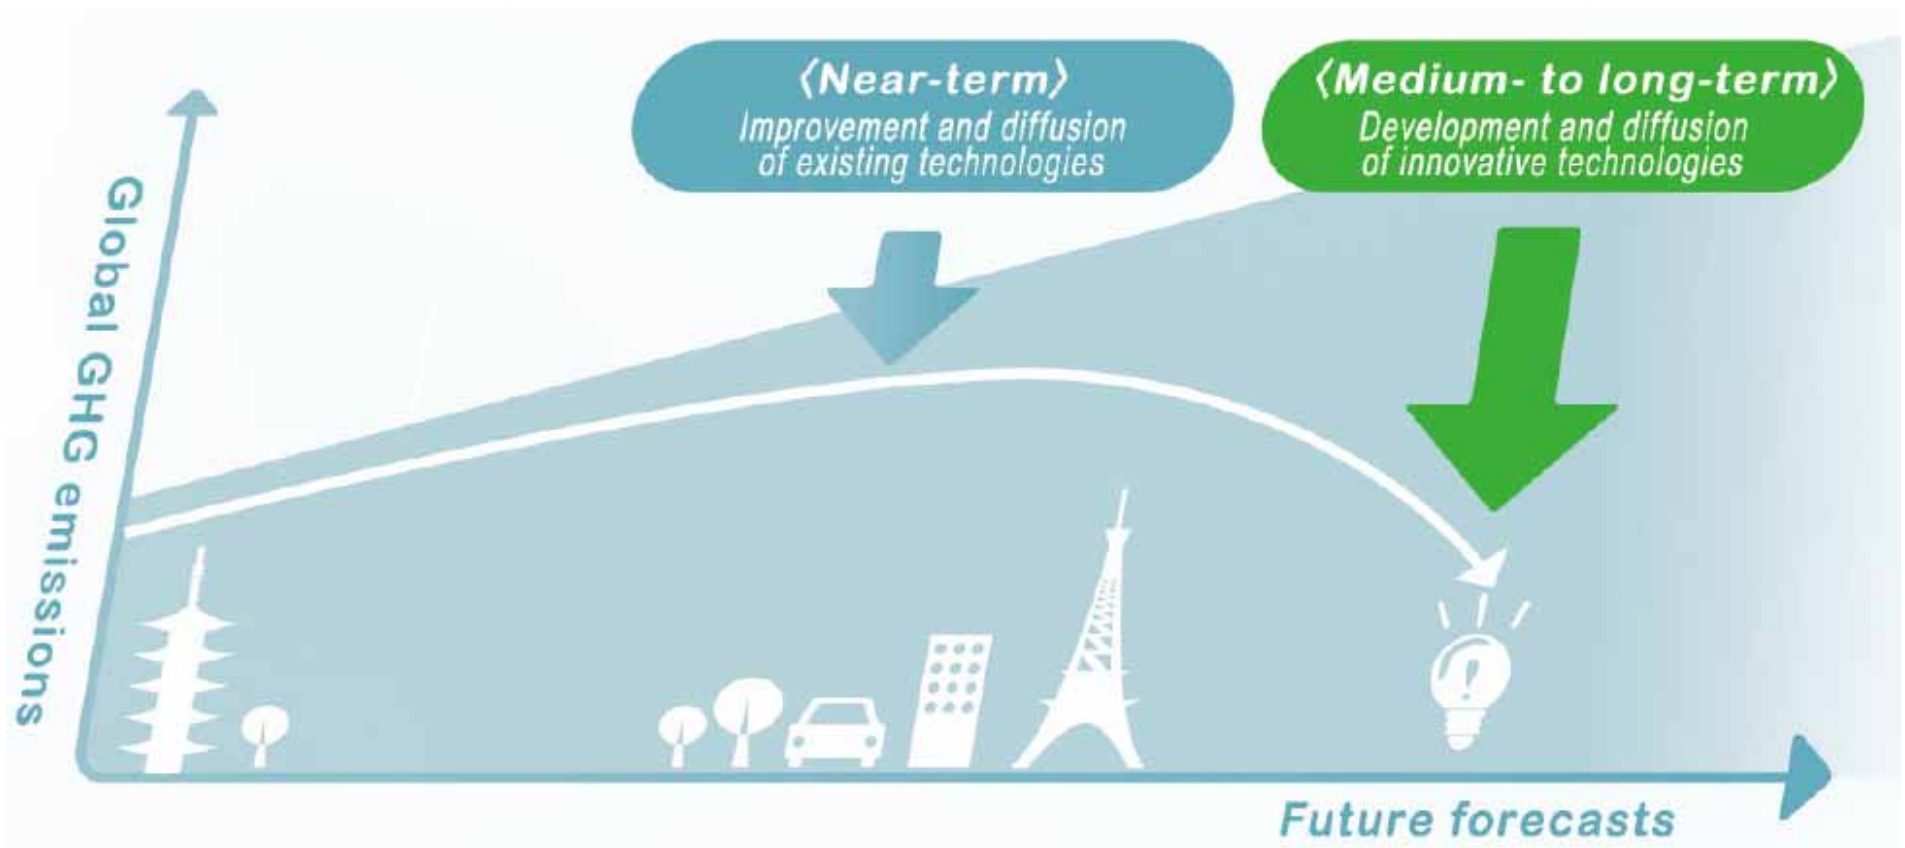 〈Near-term〉
Improvement and diffusion
of existing technologies
〈Medium- to long-term〉
Development and diffusion
of innovative technologies
Global GHG emissions
Future forecasts